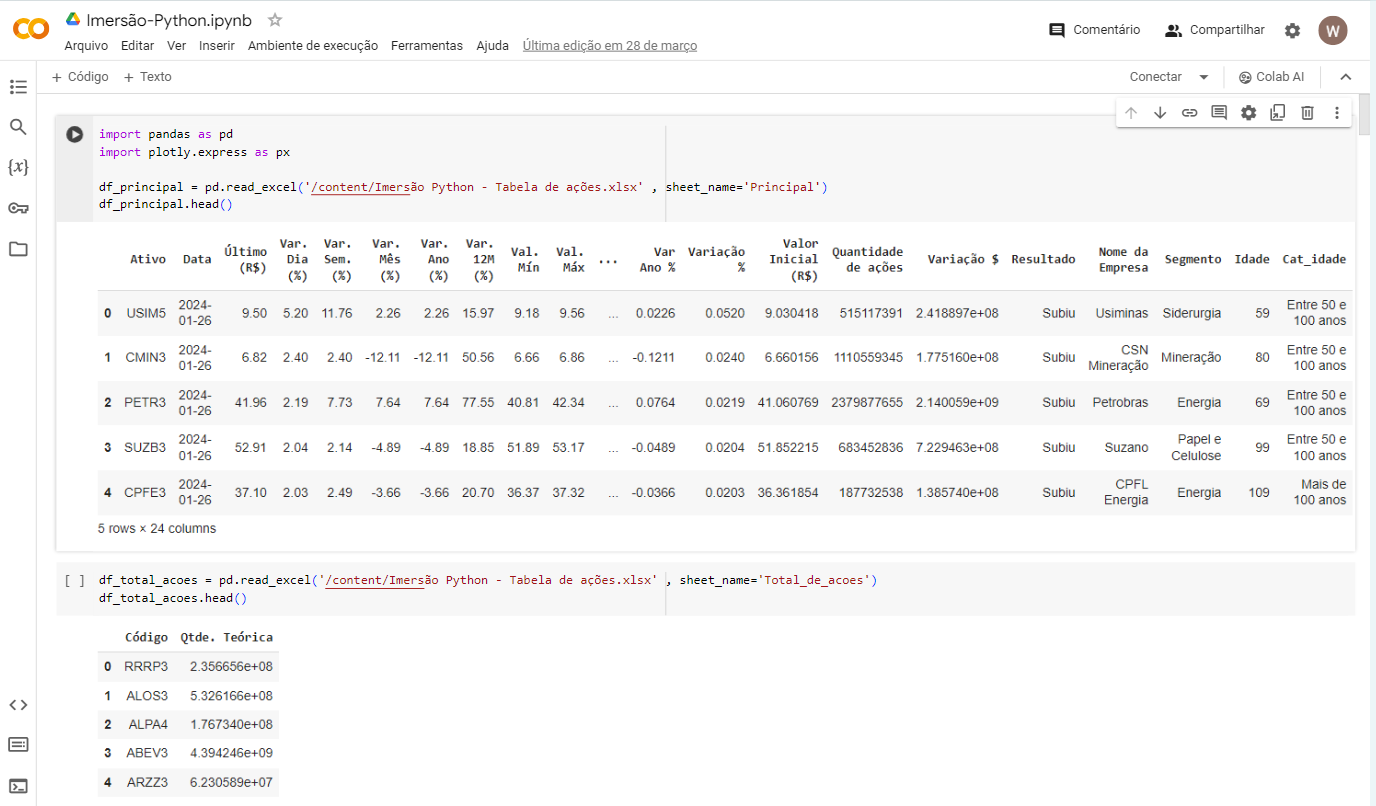 Imersão-Python.ipynb
Arquivo Editar Ver Inserir Ambiente de execução Ferramentas Ajuda Última edição em 28 de março
Comentário Compartilhar W
+ Código + Texto
Conectar Colab AI
import pandas as pd
import plotly.express as px
df_principal = pd.read_excel('/content/Imersão Python - Tabela de ações.xlsx' , sheet_name='Principal')
df_principal.head()
Ativo Data Último (R$) Var. Dia (%) Var. Sem. (%) Var. Mês (%) Var. Ano (%) Var. 12M (%) Val. Mín Val. Máx ... Var Ano % Variação % Valor Inicial (R$) Quantidade de ações Variação $ Resultado Nome da Empresa Segmento Idade Cat_idade
0 USIM5 2024-01-26 9.50 5.20 11.76 2.26 2.26 15.97 9.18 9.56 ... 0.0226 0.0520 9.030418 515117391 2.418897e+08 Subiu Usiminas Siderurgia 59 Entre 50 e 100 anos
1 CMIN3 2024-01-26 6.82 2.40 2.40 -12.11 -12.11 50.56 6.66 6.86 ... -0.1211 0.0240 6.660156 1110559345 1.775160e+08 Subiu CSN Mineração Mineração 80 Entre 50 e 100 anos
2 PETR3 2024-01-26 41.96 2.19 7.73 7.64 7.64 77.55 40.81 42.34 ... 0.0764 0.0219 41.060769 2379877655 2.140059e+09 Subiu Petrobras Energia 69 Entre 50 e 100 anos
3 SUZB3 2024-01-26 52.91 2.04 2.14 -4.89 -4.89 18.85 51.89 53.17 ... -0.0489 0.0204 51.852215 683452836 7.229463e+08 Subiu Suzano Papel e Celulose 99 Entre 50 e 100 anos
4 CPFE3 2024-01-26 37.10 2.03 2.49 -3.66 -3.66 20.70 36.37 37.32 ... -0.0366 0.0203 36.361854 187732538 1.385740e+08 Subiu CPFL Energia Energia 109 Mais de 100 anos
5 rows × 24 columns
[ ] df_total_acoes = pd.read_excel('/content/Imersão Python - Tabela de ações.xlsx' , sheet_name='Total_de_acoes')
df_total_acoes.head()
Código Qtde. Teórica
0 RRRP3 2.356656e+08
1 ALOS3 5.326166e+08
2 ALPA4 1.767340e+08
3 ABEV3 4.394246e+09
4 ARZZ3 6.230589e+07